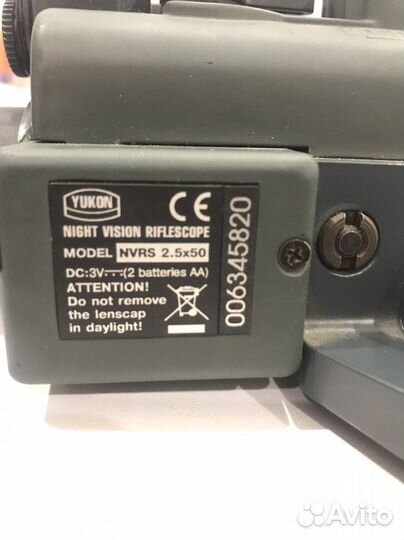 YUKON
NIGHT VISION RIFLESCOPE
MODEL NVRS 2.5x50
DC:3V (2 batteries AA)
ATTENTION!
Do not remove
the lenscap
in daylight!
006345820
Avito